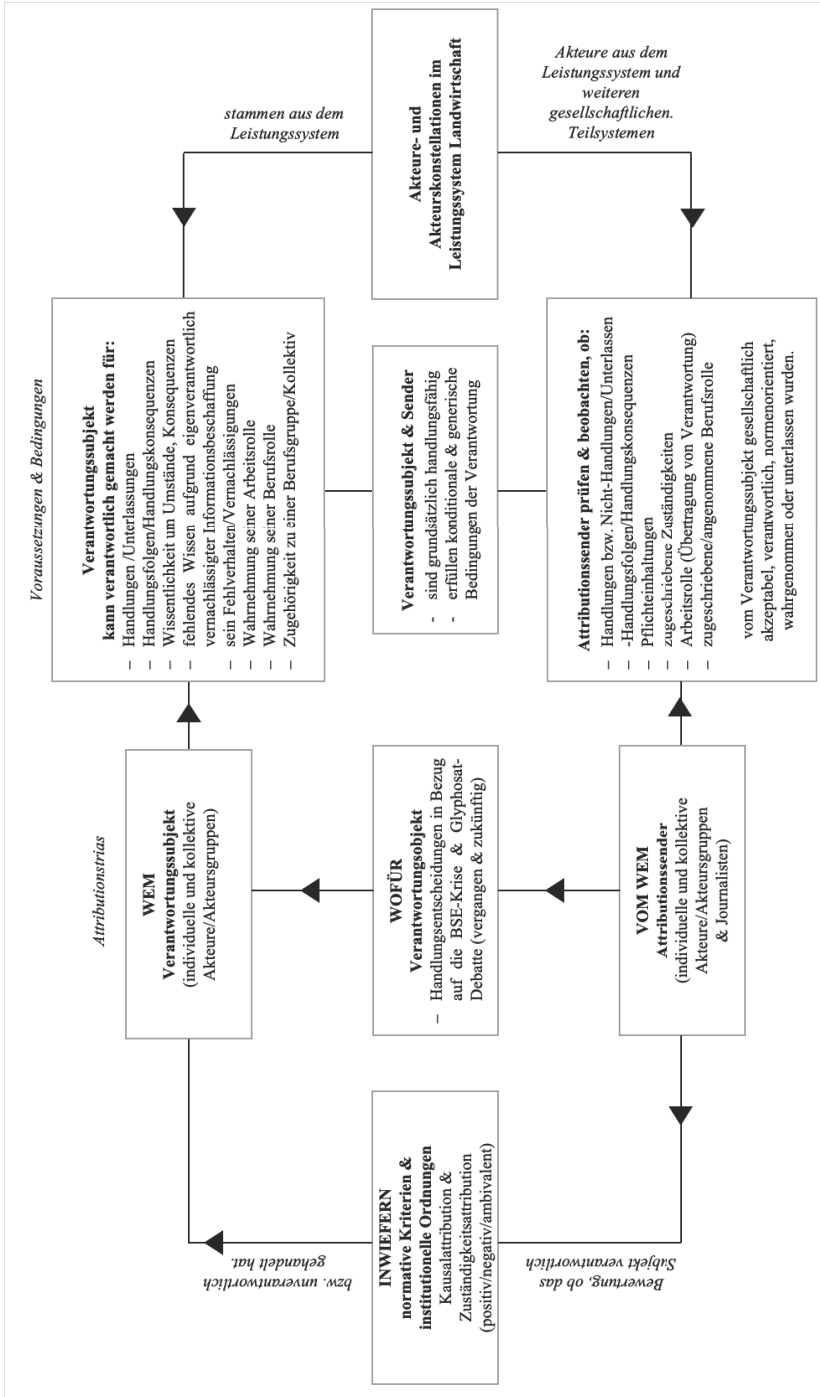 Bewertung, ob das
Subjekt verantwortlich
INWIEFERN
normative Kriterien &
institutionelle Ordnungen
Kausalattribution &
Zuständigkeitsattribution
(positiv/negativ/ambivalent)
bzw. unverantwortlich
gehandelt hat.
VOM WEM
Attributionssender
(individuelle und kollektive
Akteure/Akteursgruppen
& Journalisten)
WOFÜR
Verantwortungsobjekt
– Handlungsentscheidungen in Bezug
auf die BSE-Krise & Glyphosat-
Debatte (vergangen & zukünftig)
WEM
Verantwortungssubjekt
(individuelle und kollektive
Akteure/Akteursgruppen)
Attributionstrias
Attributionssender prüfen & beobachten, ob:
– Handlungen bzw. Nicht-Handlungen/Unterlassen
– -Handlungsfolgen/Handlungskonsequenzen
– Pflichteinhaltungen
– zugeschriebene Zuständigkeiten
– Arbeitsrolle (Übertragung von Verantwortung)
– zugeschriebene/angenommene Berufsrolle
vom Verantwortungssubjekt gesellschaftlich
akzeptabel, verantwortlich, normenorientiert,
wahrgenommen oder unterlassen wurden.
Verantwortungssubjekt & Sender
- sind grundsätzlich handlungsfähig
- erfüllen konditionale & generische
Bedingungen der Verantwortung
Verantwortungssubjekt
kann verantwortlich gemacht werden für:
– Handlungen /Unterlassungen
– Handlungsfolgen/Handlungskonsequenzen
– Wissentlichkeit um Umstände, Konsequenzen
– fehlendes Wissen aufgrund eigenverantwortlich
vernachlässigter Informationsbeschaffung
– sein Fehlverhalten/Vernachlässigungen
– Wahrnehmung seiner Arbeitsrolle
– Wahrnehmung seiner Berufsrolle
– Zugehörigkeit zu einer Berufsgruppe/Kollektiv
Voraussetzungen & Bedingungen
Akteure aus dem
Leistungssystem und
weiteren
gesellschaftlichen.
Teilsystemen
Akteure- und
Akteurskonstellationen im
Leistungssystem Landwirtschaft
stammen aus dem
Leistungssystem